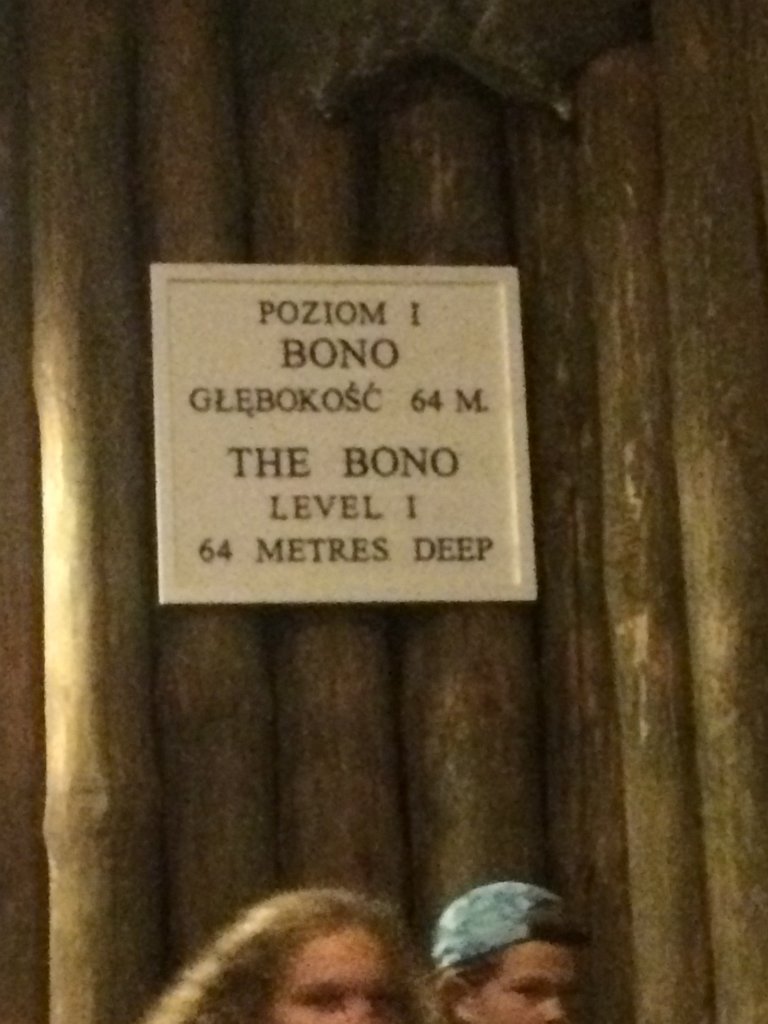 POZIOM I
BONO
GŁĘBOKOŚĆ 64 M.
THE BONO
LEVEL I
64 METRES DEEP